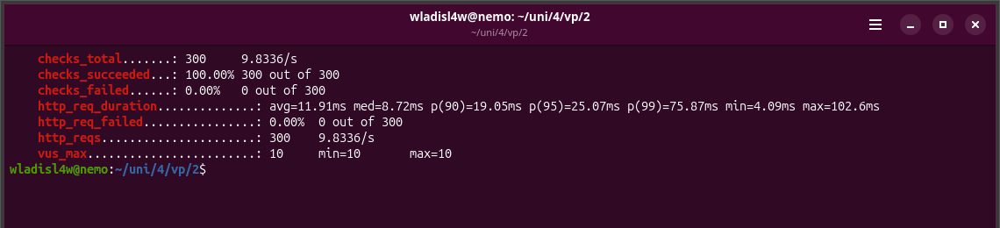 wladisl4w@nemo: ~/uni/4/vp/2
~/uni/4/vp/2
checks_total.......: 300     9.8336/s
checks_succeeded...: 100.00% 300 out of 300
checks_failed......: 0.00%   0 out of 300
http_req_duration..............: avg=11.91ms med=8.72ms p(90)=19.05ms p(95)=25.07ms p(99)=75.87ms min=4.09ms max=102.6ms
http_req_failed................: 0.00%  0 out of 300
http_reqs......................: 300    9.8336/s
vus_max........................: 10     min=10       max=10
wladisl4w@nemo:~/uni/4/vp/2$